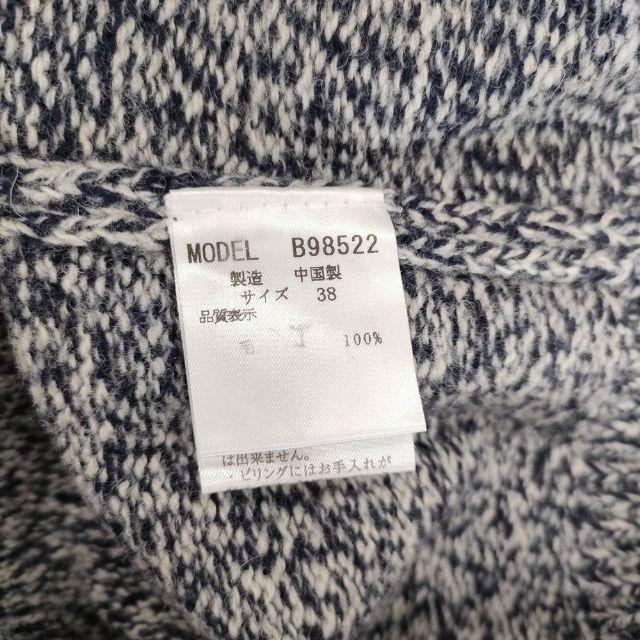 MODEL B98522
製造 中国製
サイズ 38
品質表示
毛 100%
は出来ません。
ピリングにはお手入れが